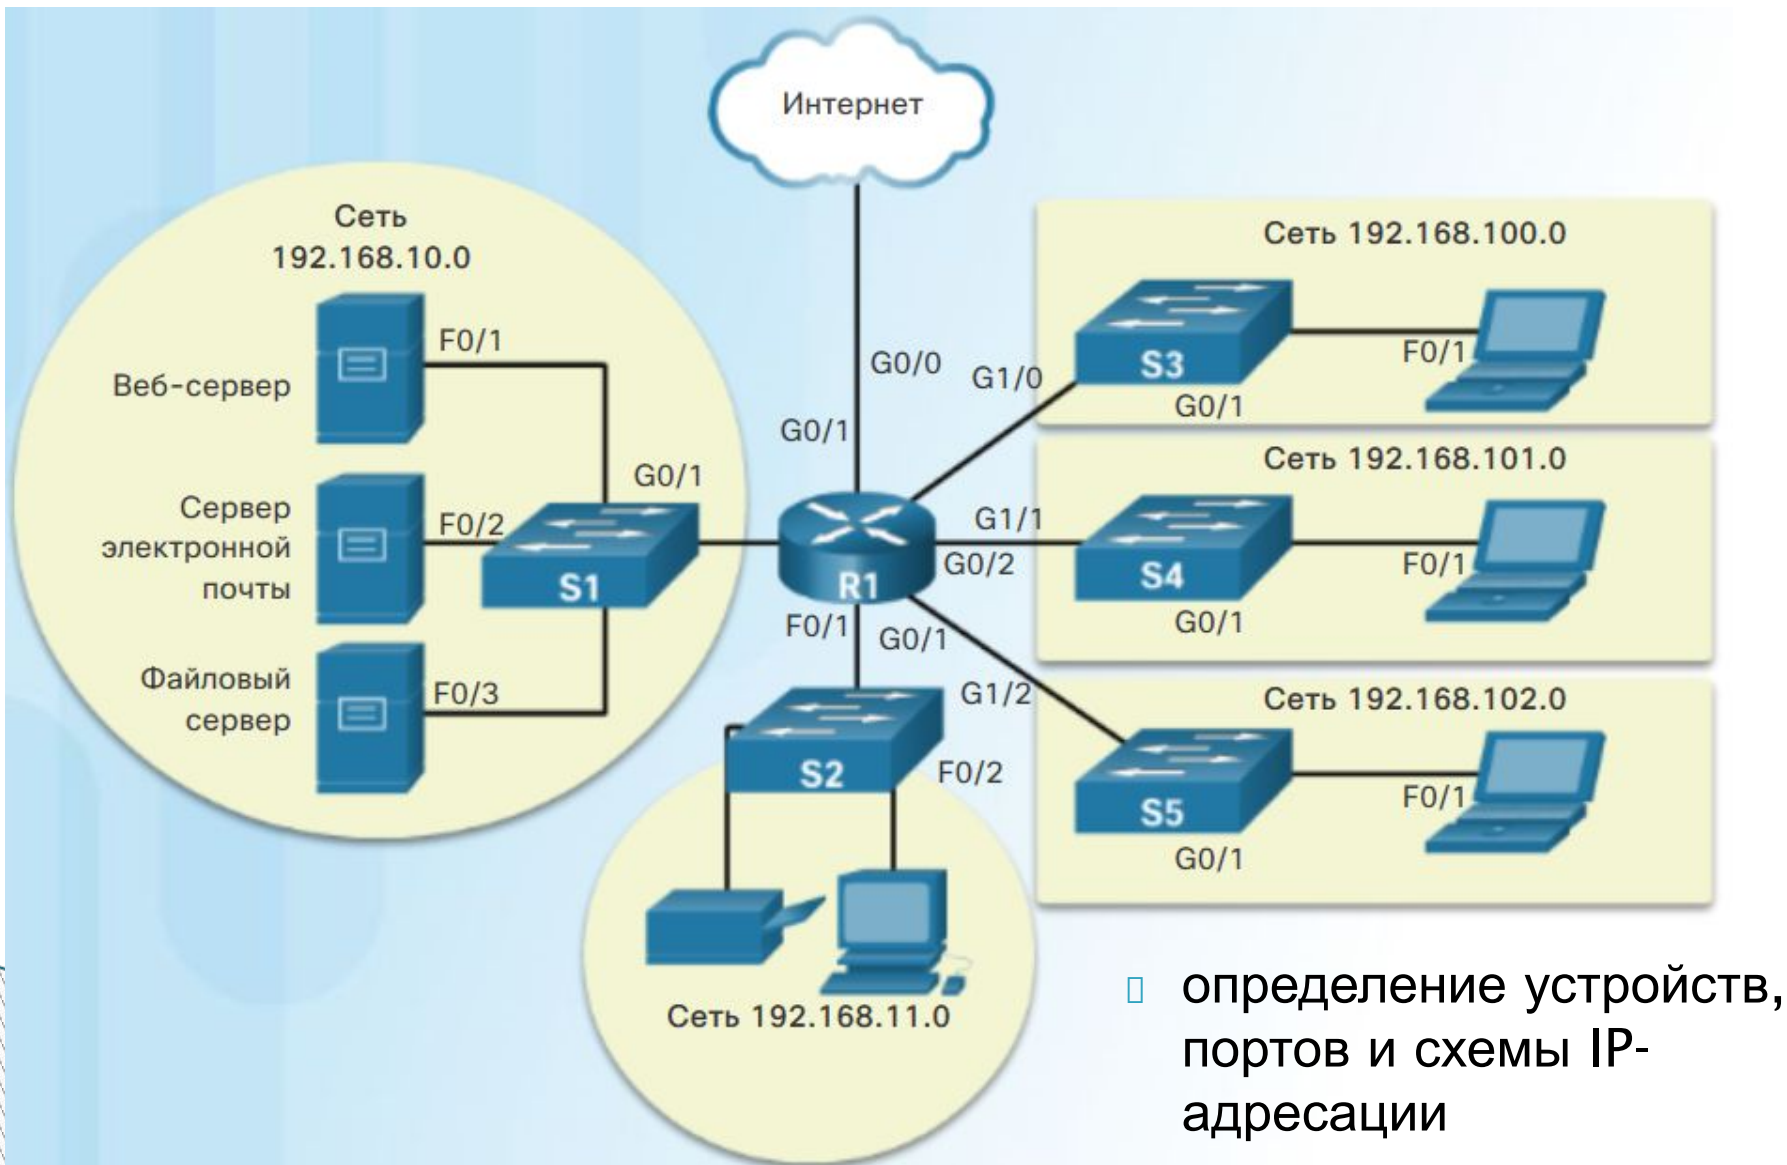 Интернет
Сеть
192.168.10.0
F0/1
Веб-сервер
Сервер
электронной
почты
F0/2
Файловый
сервер
F0/3
G0/1
S1
G0/0
G0/1
G1/0
R1
G1/1
G0/2
F0/1
G0/1
G1/2
S2
F0/2
Сеть 192.168.11.0
Сеть 192.168.100.0
S3
F0/1
G0/1
Сеть 192.168.101.0
S4
F0/1
G0/1
Сеть 192.168.102.0
S5
F0/1
G0/1
определение устройств,
портов и схемы IP-
адресации